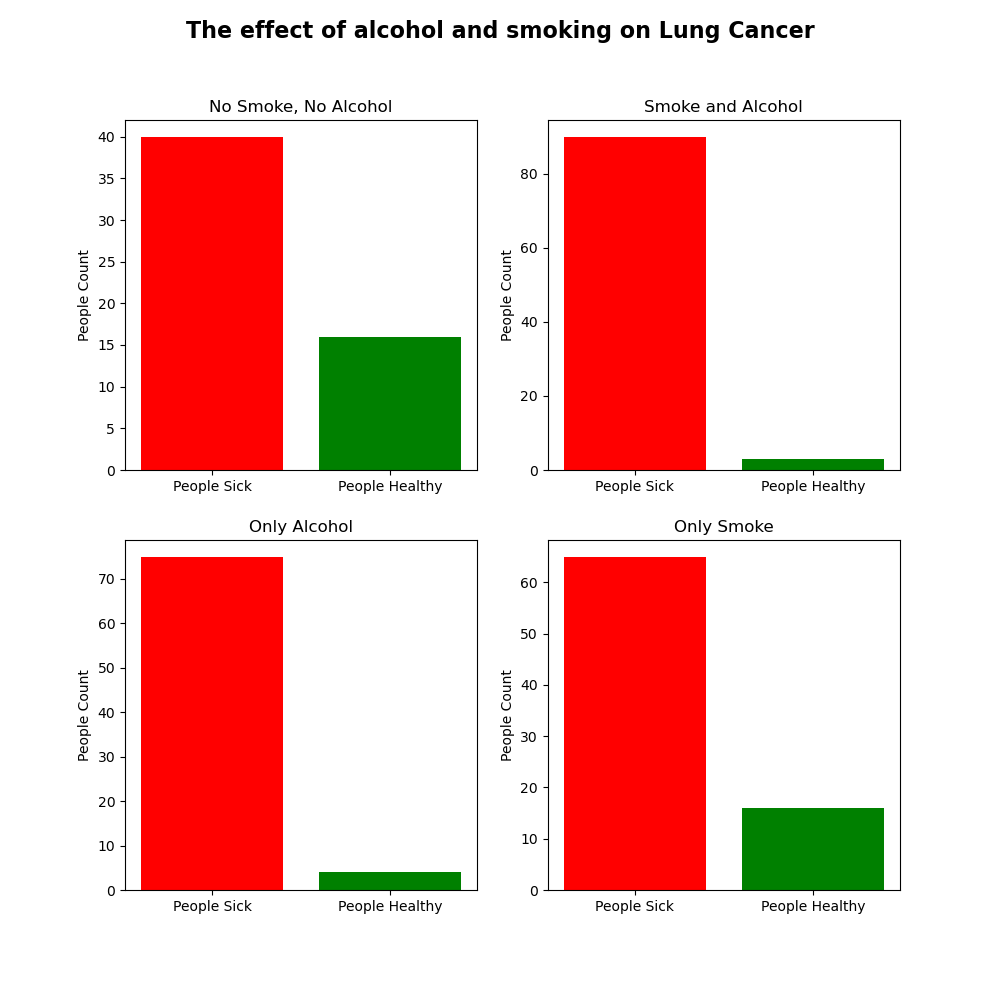 The effect of alcohol and smoking on Lung Cancer
No Smoke, No Alcohol
People Count
40
35
30
25
20
15
10
5
0
People Sick People Healthy
Smoke and Alcohol
People Count
80
60
40
20
0
People Sick People Healthy
Only Alcohol
People Count
70
60
50
40
30
20
10
0
People Sick People Healthy
Only Smoke
People Count
60
50
40
30
20
10
0
People Sick People Healthy